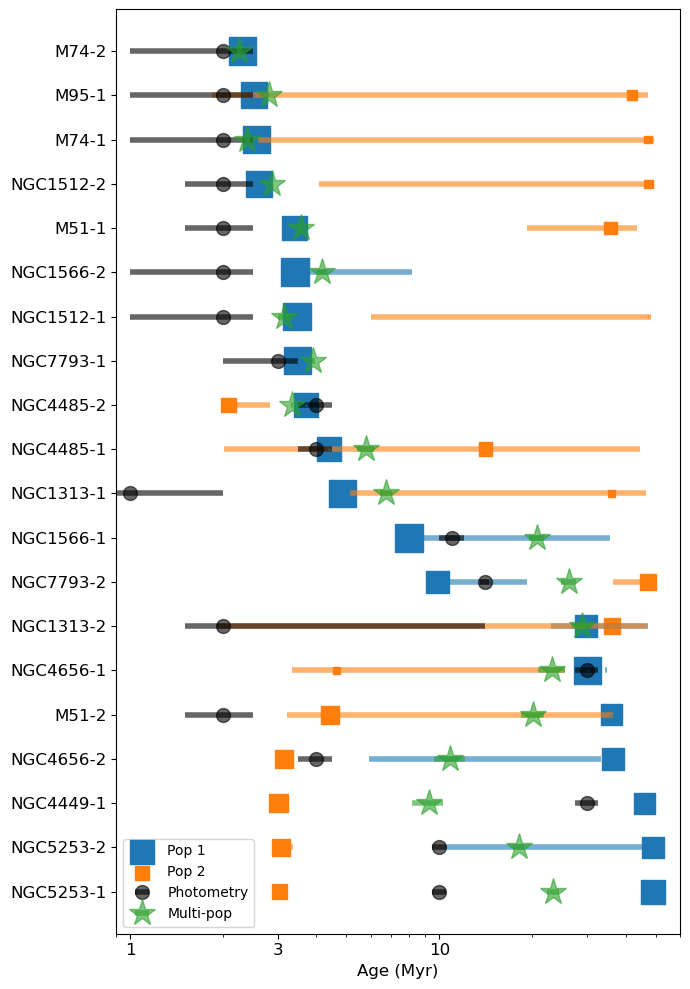 M74-2
M95-1
M74-1
NGC1512-2
M51-1
NGC1566-2
NGC1512-1
NGC7793-1
NGC4485-2
NGC4485-1
NGC1313-1
NGC1566-1
NGC7793-2
NGC1313-2
NGC4656-1
M51-2
NGC4656-2
NGC4449-1
NGC5253-2
NGC5253-1
Pop 1
Pop 2
Photometry
Multi-pop
1 3 10
Age (Myr)